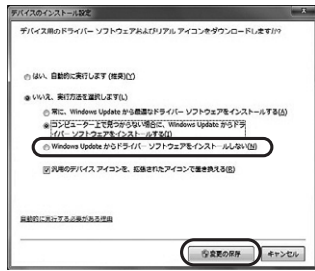 デバイスのインストール設定
デバイス用のドライバー ソフトウェアおよびリアル アイコンをダウンロードしますか?
はい、自動的に実行します (推奨)(Y)
いいえ、実行方法を選択します(L)
常に、Windows Update から最適なドライバー ソフトウェアをインストールする(A)
コンピューター上で見つからない場合に、Windows Update からドラ
イバー ソフトウェアをインストールする(I)
Windows Update からドライバー ソフトウェアをインストールしない(N)
汎用のデバイス アイコンを、拡張されたアイコンで置き換える(R)
自動的に実行する必要がある理由
変更の保存
キャンセル